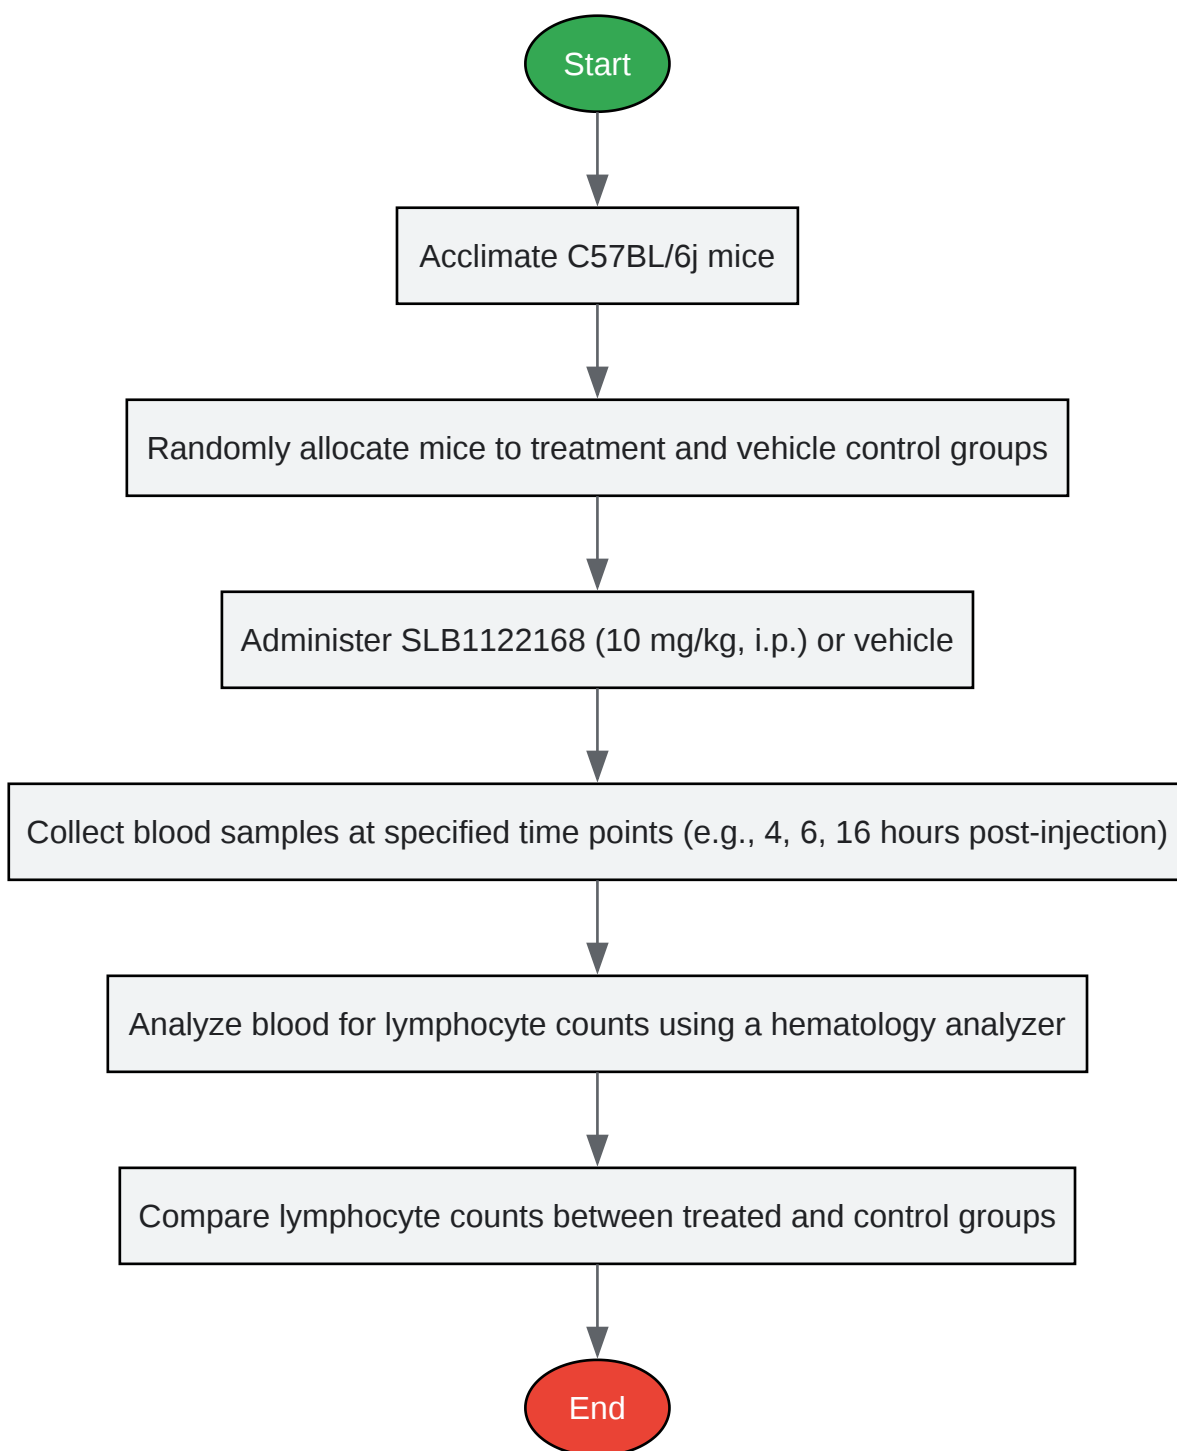 Start
Acclimate C57BL/6j mice
Randomly allocate mice to treatment and vehicle control groups
Administer SLB1122168 (10 mg/kg, i.p.) or vehicle
Collect blood samples at specified time points (e.g., 4, 6, 16 hours post-injection)
Analyze blood for lymphocyte counts using a hematology analyzer
Compare lymphocyte counts between treated and control groups
End